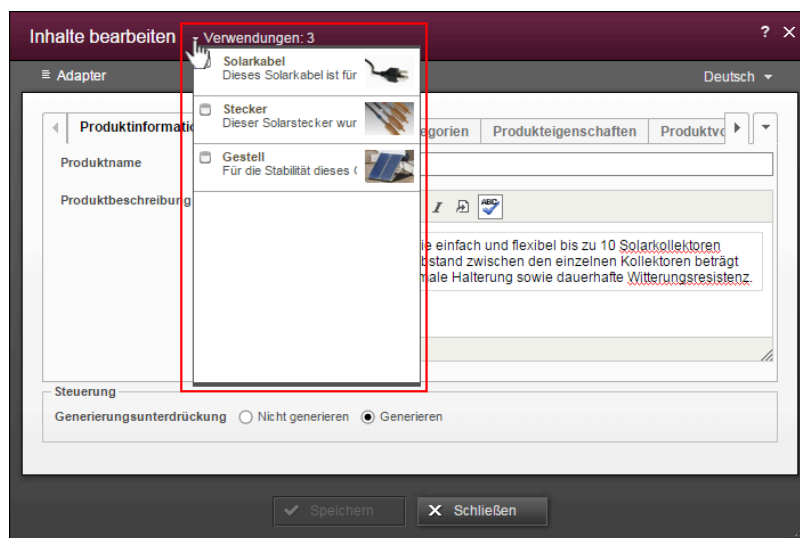 Inhalte bearbeiten
Verwendungen: 3
?
Solarkabel
Dieses Solarkabel ist für
Adapter
Deutsch
Stecker
Dieser Solarstecker wur
Gestell
Für die Stabilität dieses
Produktinformatio
egorien
Produkteigenschaften
Produktvo
Produktname
Produktbeschreibung
I
ABC
ie einfach und flexibel bis zu 10 Solarkollektoren
bstand zwischen den einzelnen Kollektoren beträgt
male Halterung sowie dauerhafte Witterungsresistenz.
Steuerung
Generierungsunterdrückung
Nicht generieren
Generieren
Speichern
Schließen